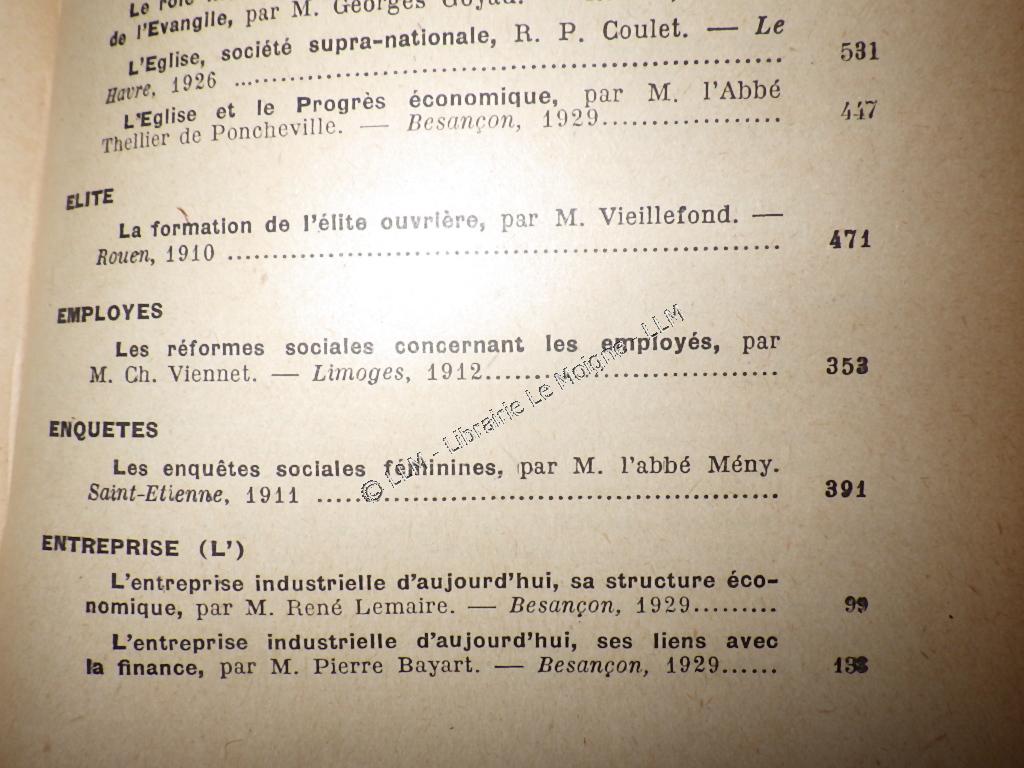 Le rôle
de l'Evangile, par M. Georges Goyau.
L'Eglise, société supra-nationale, R. P. Coulet. — Le
Havre, 1926 ........................................ 531
L'Eglise et le Progrès économique, par M. l'Abbé
Thellier de Poncheville. — Besançon, 1929.................. 447
ELITE
La formation de l'élite ouvrière, par M. Vieillefond. —
Rouen, 1910 ........................................ 471
EMPLOYES
Les réformes sociales concernant les employés, par
M. Ch. Viennet. — Limoges, 1912............................ 353
ENQUETES
Les enquêtes sociales féminines, par M. l'abbé Mény.
Saint-Etienne, 1911 ........................................ 391
ENTREPRISE (L')
L'entreprise industrielle d'aujourd'hui, sa structure éco-
nomique, par M. René Lemaire. — Besançon, 1929......... 99
L'entreprise industrielle d'aujourd'hui, ses liens avec
la finance, par M. Pierre Bayart. — Besançon, 1929......
© LLM - Librairie Le Moigne - LLM